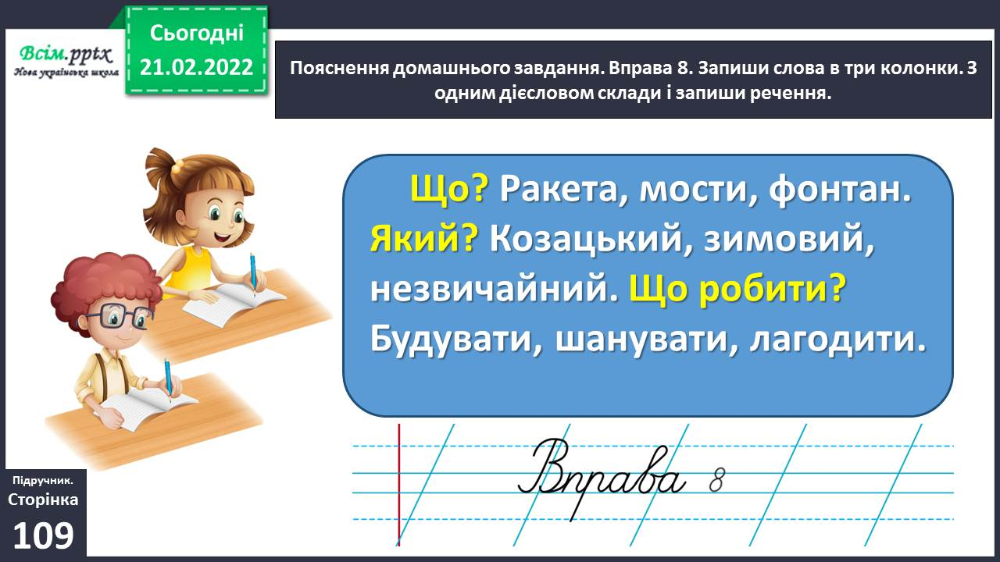 Всім.pptx
Нова українська школа
Сьогодні
21.02.2022
Пояснення домашнього завдання. Вправа 8. Запиши слова в три колонки. З
одним дієсловом склади і запиши речення.
Що? Ракета, мости, фонтан.
Який? Козацький, зимовий,
незвичайний. Що робити?
Будувати, шанувати, лагодити.
Вправа 8
Підручник.
Сторінка
109